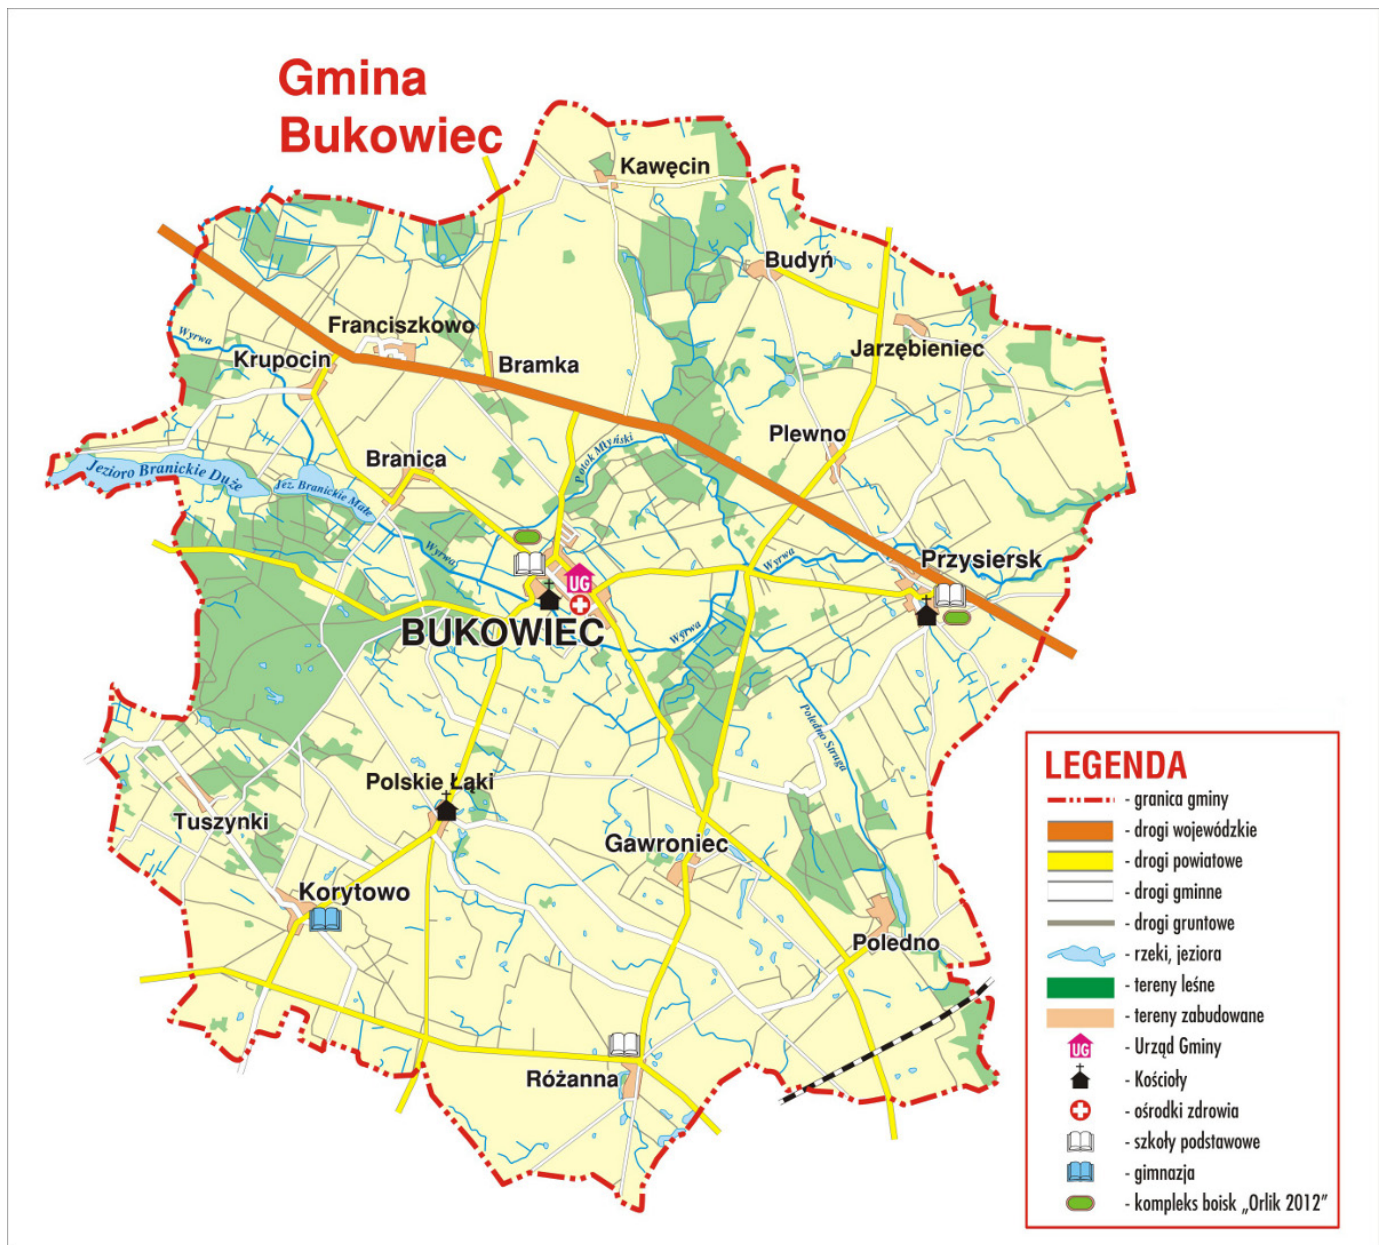 Gmina
Bukowiec
Kawęcin
Budyń
Franciszkowo
Wyrwa
Krupocin
Bramka
Jarzębieniec
Plewno
Potok Młyński
Branica
Jezioro Branickie Duże
Jez. Branickie Małe
Wyrwa
Wyrwa
Przysiersk
UG
BUKOWIEC
Wyrwa
Poledno Struga
Polskie Łąki
Tuszynki
Gawroniec
Korytowo
Poledno
Różanna
LEGENDA
- granica gminy
- drogi wojewódzkie
- drogi powiatowe
- drogi gminne
- drogi gruntowe
- rzeki, jeziora
- tereny leśne
- tereny zabudowane
UG - Urząd Gminy
- Kościoły
- ośrodki zdrowia
- szkoły podstawowe
- gimnazja
- kompleks boisk „Orlik 2012”